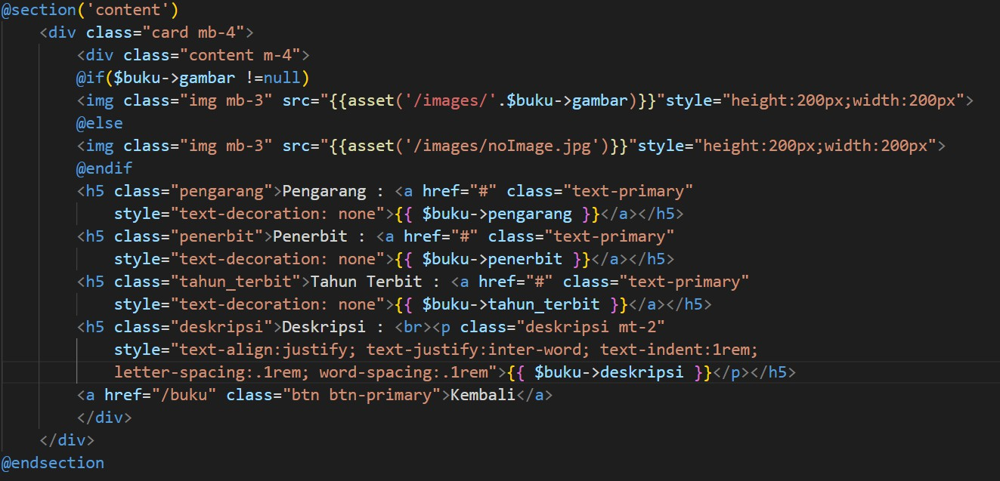 @section('content')
    <div class="card mb-4">
        <div class="content m-4">
        @if($buku->gambar !=null)
        <img class="img mb-3" src="{{asset('/images/'.$buku->gambar)}}"style="height:200px;width:200px">
        @else
        <img class="img mb-3" src="{{asset('/images/noImage.jpg')}}"style="height:200px;width:200px">
        @endif
        <h5 class="pengarang">Pengarang : <a href="#" class="text-primary"
            style="text-decoration: none">{{ $buku->pengarang }}</a></h5>
        <h5 class="penerbit">Penerbit : <a href="#" class="text-primary"
            style="text-decoration: none">{{ $buku->penerbit }}</a></h5>
        <h5 class="tahun_terbit">Tahun Terbit : <a href="#" class="text-primary"
            style="text-decoration: none">{{ $buku->tahun_terbit }}</a></h5>
        <h5 class="deskripsi">Deskripsi : <br><p class="deskripsi mt-2"
            style="text-align:justify; text-justify:inter-word; text-indent:1rem;
            letter-spacing:.1rem; word-spacing:.1rem">{{ $buku->deskripsi }}</p></h5>
        <a href="/buku" class="btn btn-primary">Kembali</a>
        </div>
    </div>
@endsection